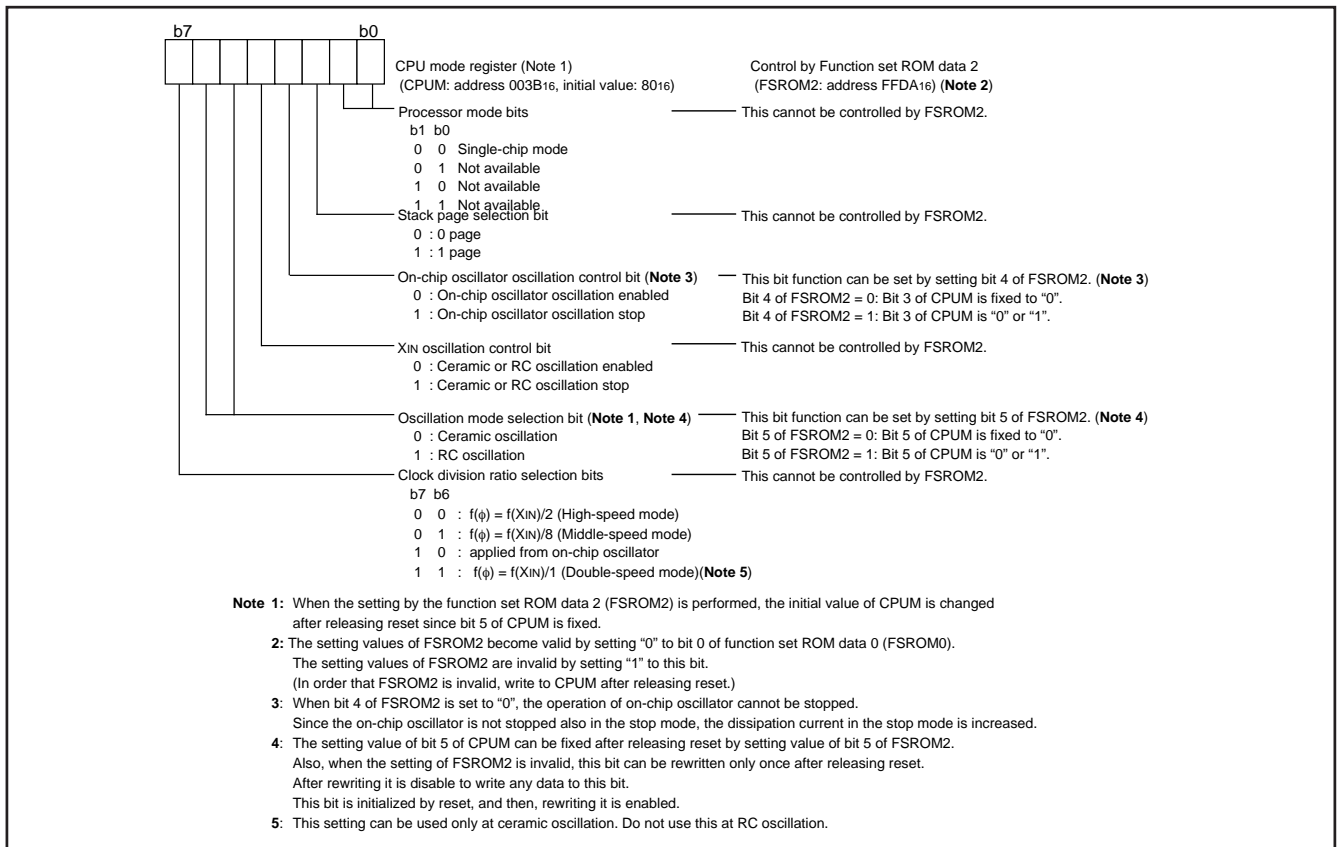 b7 b0
CPU mode register (Note 1) Control by Function set ROM data 2
(CPUM: address 003B16, initial value: 8016) (FSROM2: address FFDA16) (Note 2)
Processor mode bits This cannot be controlled by FSROM2.
b1 b0
0 0 Single-chip mode
0 1 Not available
1 0 Not available
1 1 Not available
Stack page selection bit This cannot be controlled by FSROM2.
0 : 0 page
1 : 1 page
On-chip oscillator oscillation control bit (Note 3) This bit function can be set by setting bit 4 of FSROM2. (Note 3)
0 : On-chip oscillator oscillation enabled Bit 4 of FSROM2 = 0: Bit 3 of CPUM is fixed to “0”.
1 : On-chip oscillator oscillation stop Bit 4 of FSROM2 = 1: Bit 3 of CPUM is “0” or “1”.
XIN oscillation control bit This cannot be controlled by FSROM2.
0 : Ceramic or RC oscillation enabled
1 : Ceramic or RC oscillation stop
Oscillation mode selection bit (Note 1, Note 4) This bit function can be set by setting bit 5 of FSROM2. (Note 4)
0 : Ceramic oscillation Bit 5 of FSROM2 = 0: Bit 5 of CPUM is fixed to “0”.
1 : RC oscillation Bit 5 of FSROM2 = 1: Bit 5 of CPUM is “0” or “1”.
Clock division ratio selection bits This cannot be controlled by FSROM2.
b7 b6
0 0 : f(φ) = f(XIN)/2 (High-speed mode)
0 1 : f(φ) = f(XIN)/8 (Middle-speed mode)
1 0 : applied from on-chip oscillator
1 1 : f(φ) = f(XIN)/1 (Double-speed mode)(Note 5)
Note 1: When the setting by the function set ROM data 2 (FSROM2) is performed, the initial value of CPUM is changed
after releasing reset since bit 5 of CPUM is fixed.
2: The setting values of FSROM2 become valid by setting “0” to bit 0 of function set ROM data 0 (FSROM0).
The setting values of FSROM2 are invalid by setting “1” to this bit.
(In order that FSROM2 is invalid, write to CPUM after releasing reset.)
3: When bit 4 of FSROM2 is set to “0”, the operation of on-chip oscillator cannot be stopped.
Since the on-chip oscillator is not stopped also in the stop mode, the dissipation current in the stop mode is increased.
4: The setting value of bit 5 of CPUM can be fixed after releasing reset by setting value of bit 5 of FSROM2.
Also, when the setting of FSROM2 is invalid, this bit can be rewritten only once after releasing reset.
After rewriting it is disable to write any data to this bit.
This bit is initialized by reset, and then, rewriting it is enabled.
5: This setting can be used only at ceramic oscillation. Do not use this at RC oscillation.